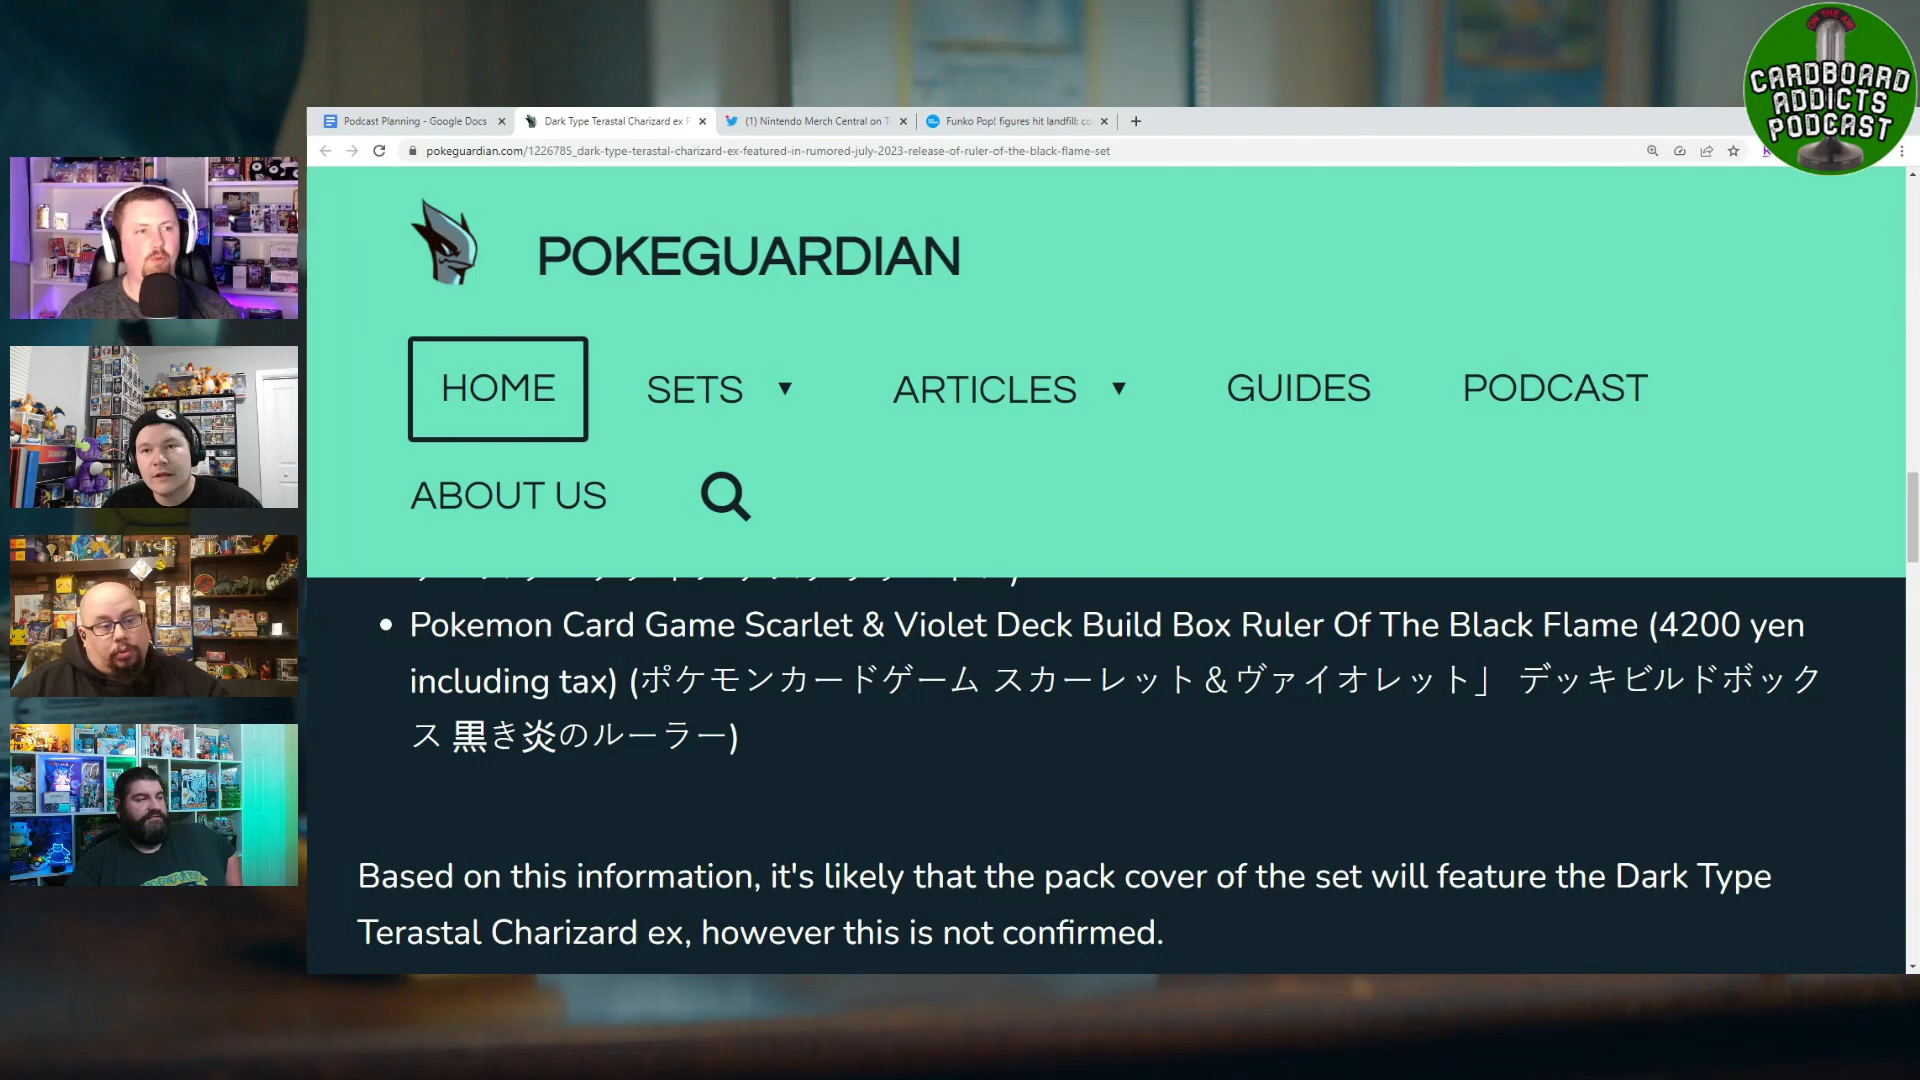 ON THE AIR
CARDBOARD
ADDICTS
PODCAST
Podcast Planning - Google Docs
Dark Type Terastal Charizard ex F
(1) Nintendo Merch Central on T
Funko Pop! figures hit landfill: co
pokeguardian.com/1226785_dark-type-terastal-charizard-ex-featured-in-rumored-july-2023-release-of-ruler-of-the-black-flame-set
POKEGUARDIAN
HOME
SETS
ARTICLES
GUIDES
PODCAST
ABOUT US
• Pokemon Card Game Scarlet & Violet Deck Build Box Ruler Of The Black Flame (4200 yen
including tax) (ポケモンカードゲーム スカーレット＆ヴァイオレット」 デッキビルドボック
ス 黒き炎のルーラー)
Based on this information, it's likely that the pack cover of the set will feature the Dark Type
Terastal Charizard ex, however this is not confirmed.